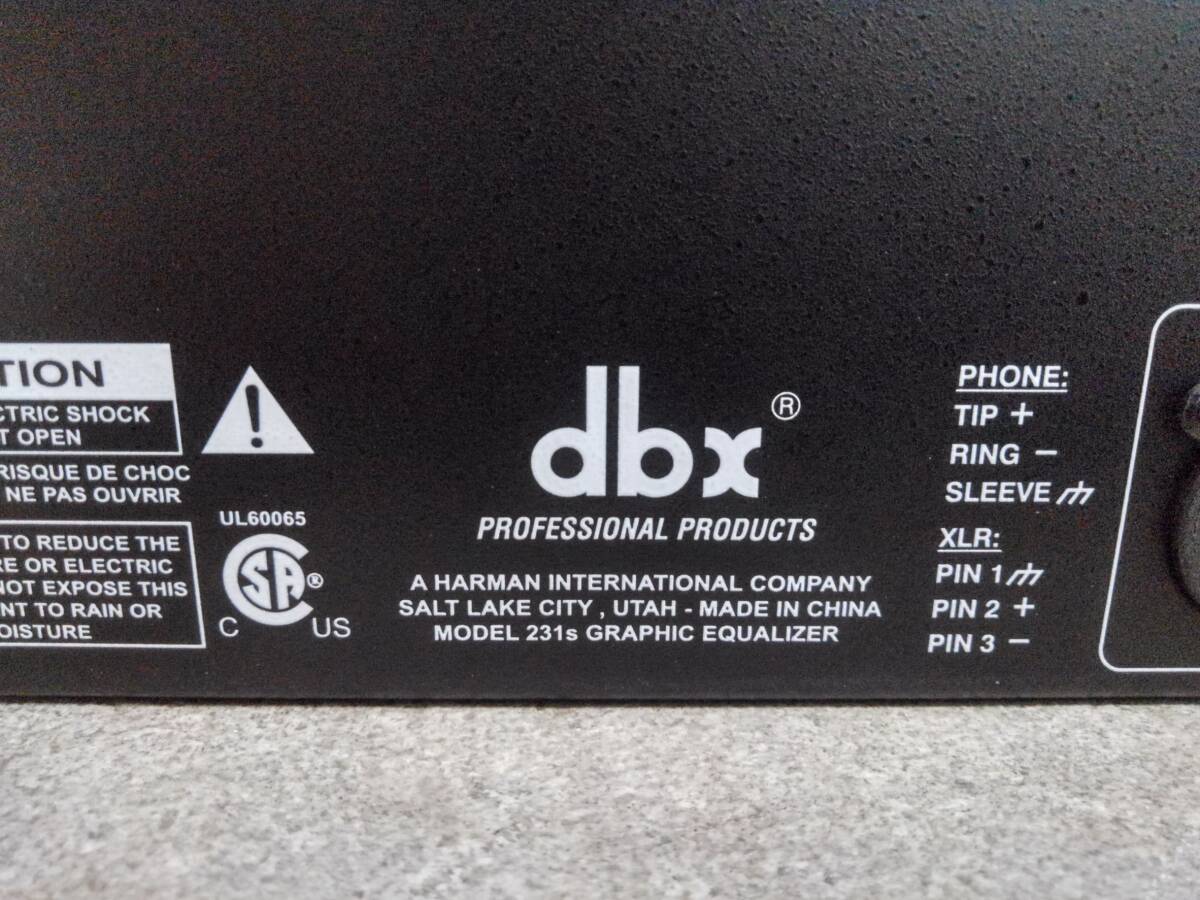 TION
CTRIC SHOCK
T OPEN
RISQUE DE CHOC
NE PAS OUVRIR
TO REDUCE THE
RE OR ELECTRIC
NOT EXPOSE THIS
NT TO RAIN OR
OISTURE
!
UL60065
SA®
C US
dbx®
PROFESSIONAL PRODUCTS
A HARMAN INTERNATIONAL COMPANY
SALT LAKE CITY , UTAH - MADE IN CHINA
MODEL 231s GRAPHIC EQUALIZER
PHONE:
TIP +
RING −
SLEEVE
XLR:
PIN 1
PIN 2 +
PIN 3 −